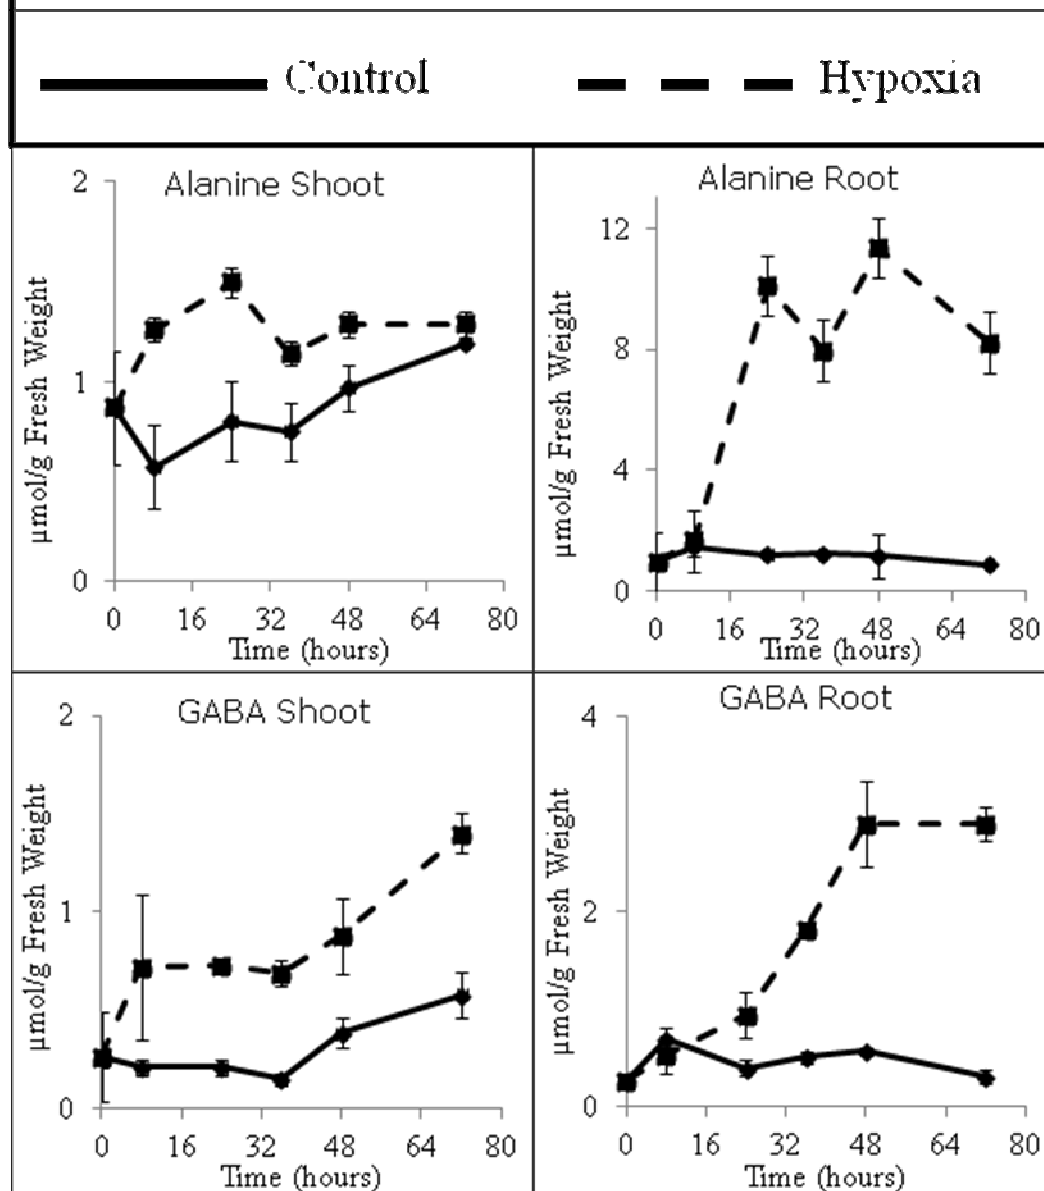 Control Hypoxia
Alanine Shoot
2
1
0
µmol/g Fresh Weight
0 16 32 48 64 80
Time (hours)
Alanine Root
12
8
4
0
µmol/g Fresh Weight
0 16 32 48 64 80
Time (hours)
GABA Shoot
2
1
0
µmol/g Fresh Weight
0 16 32 48 64 80
Time (hours)
GABA Root
4
2
0
µmol/g Fresh Weight
0 16 32 48 64 80
Time (hours)